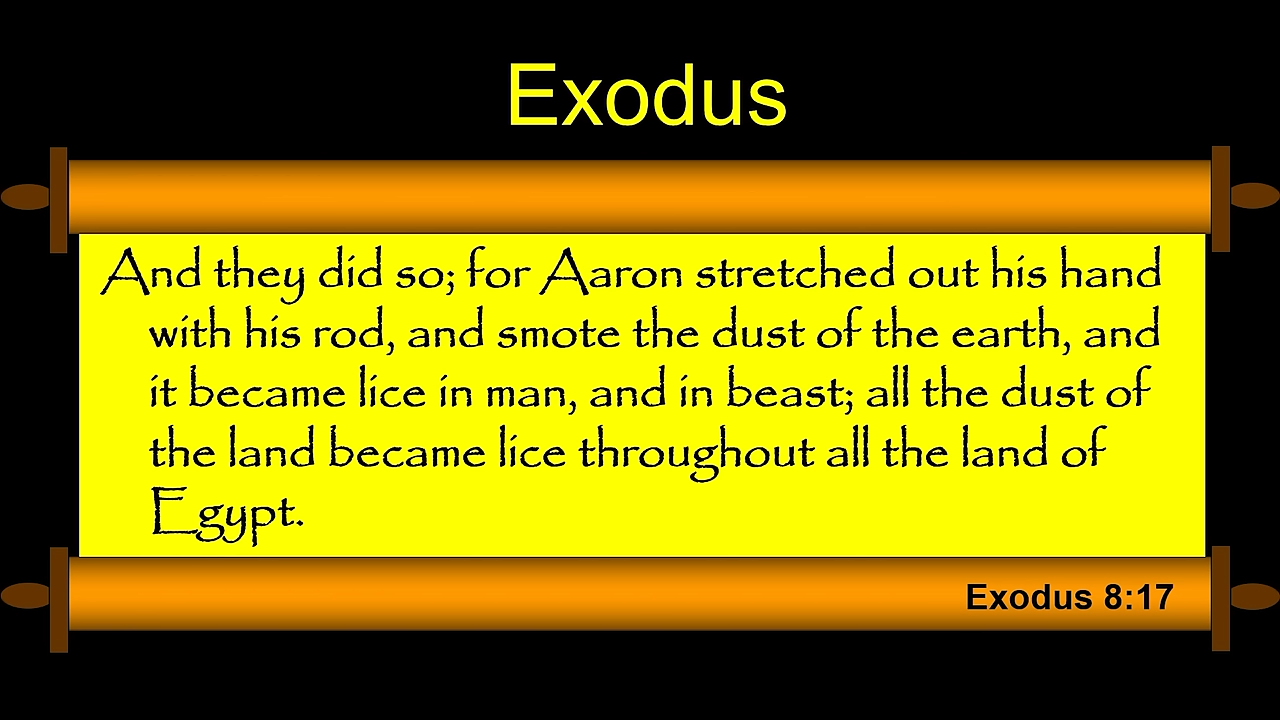 Exodus
And they did so; for Aaron stretched out his hand
with his rod, and smote the dust of the earth, and
it became lice in man, and in beast; all the dust of
the land became lice throughout all the land of
Egypt.
Exodus 8:17